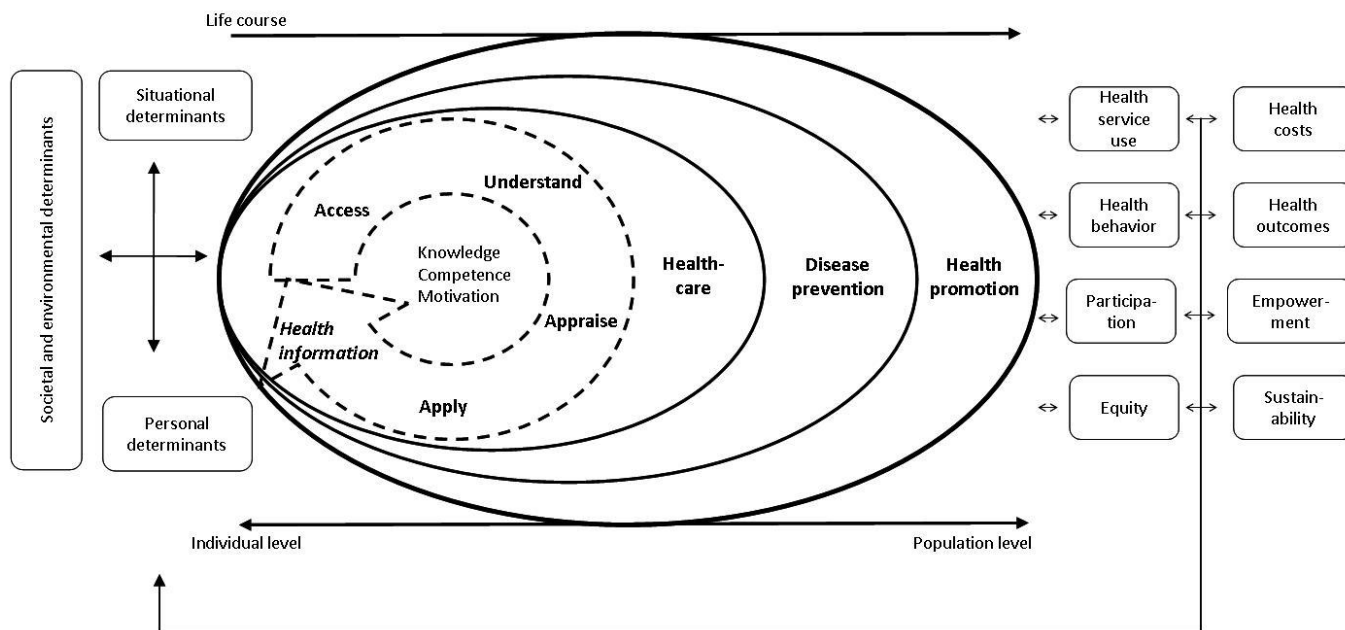 Life course
Societal and environmental determinants
Situational
determinants
Personal
determinants
Access
Understand
Appraise
Apply
Health
information
Knowledge
Competence
Motivation
Health-
care
Disease
prevention
Health
promotion
Health
service
use
Health
costs
Health
behavior
Health
outcomes
Participa-
tion
Empower-
ment
Equity
Sustain-
ability
Individual level
Population level